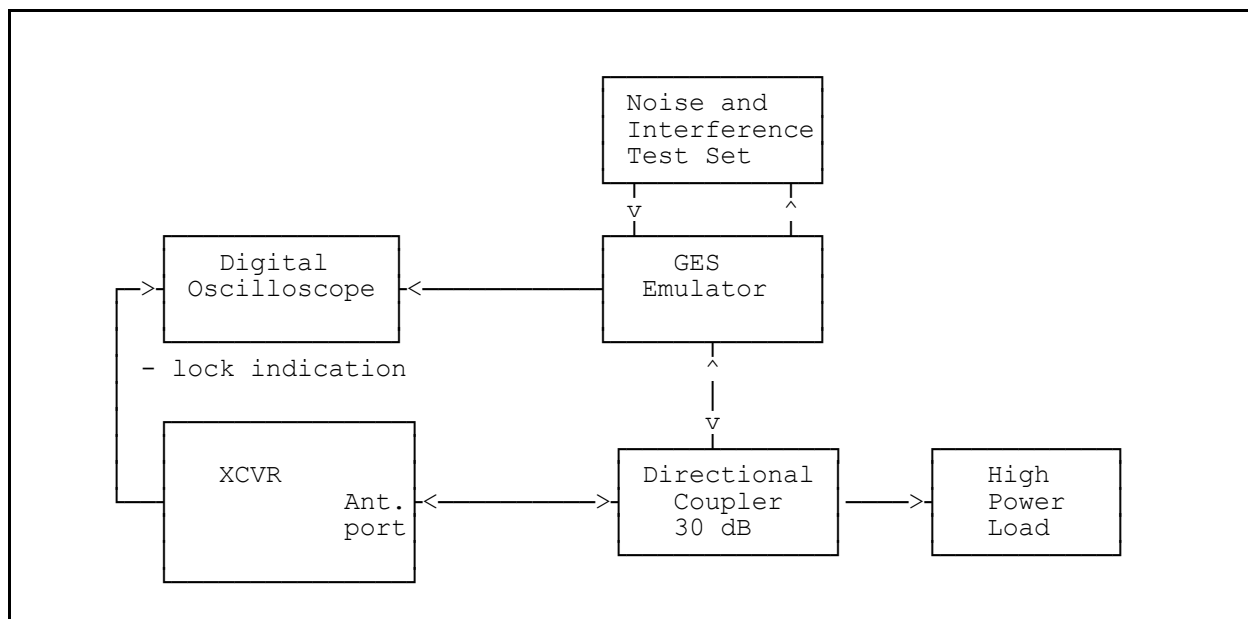 Noise and
Interference
Test Set
v
^
Digital
Oscilloscope
>
<
GES
Emulator
- lock indication
^
v
XCVR
Ant.
port
<
>
Directional
Coupler
30 dB
>
High
Power
Load